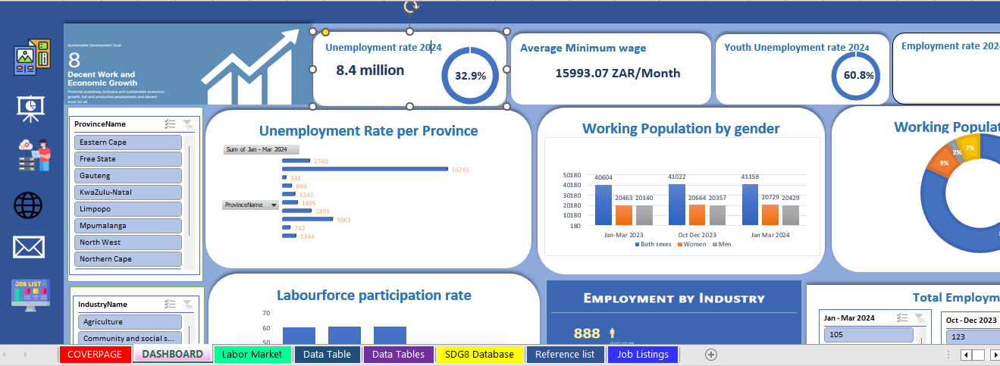 Sustainable Development Goal
8
Decent Work and
Economic Growth
Promote sustained, inclusive and sustainable economic
growth, full and productive employment and decent
work for all.
Unemployment rate 2024
8.4 million
32.9%
Average Minimum wage
15993.07 ZAR/Month
Youth Unemployment rate 2024
60.8%
Employment rate 202
ProvinceName
Eastern Cape
Free State
Gauteng
KwaZulu-Natal
Limpopo
Mpumalanga
North West
Northern Cape
Unemployment Rate per Province
Sum of Jan - Mar 2024
ProvinceName
2740
16745
331
899
1242
1495
2891
5061
742
1344
Working Population by gender
50180
40180
30180
20180
10180
180
40604
20463
20140
41022
20664
20357
41158
20729
20429
Jan-Mar 2023
Oct Dec 2023
Jan Mar 2024
Both sexes
Women
Men
Working Populat
9%
2%
7%
JOB LIST
IndustryName
Agriculture
Community and social s...
Labourforce participation rate
70
60
50
Employment by Industry
888
Agriculture
Total Employm
Jan - Mar 2024
105
Oct - Dec 2023
123
COVERPAGE
DASHBOARD
Labor Market
Data Table
Data Tables
SDG8 Database
Reference list
Job Listings